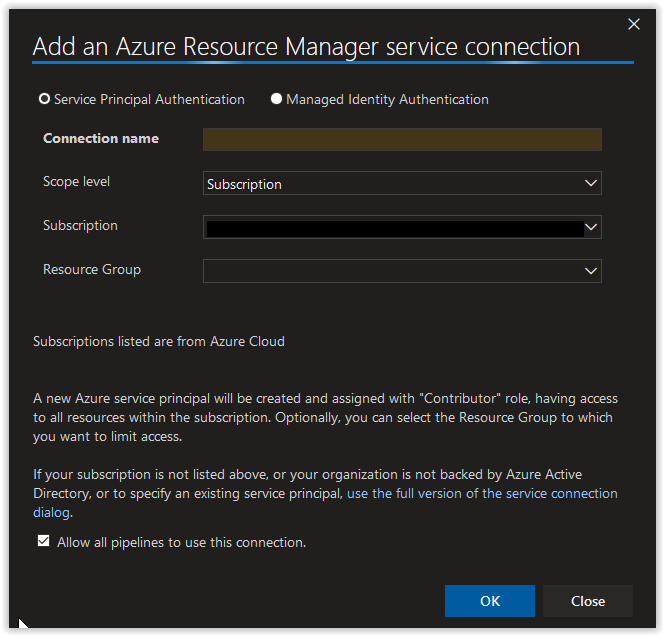 Add an Azure Resource Manager service connection
Service Principal Authentication
Managed Identity Authentication
Connection name
Scope level
Subscription
Subscription
Resource Group
Subscriptions listed are from Azure Cloud
A new Azure service principal will be created and assigned with "Contributor" role, having access
to all resources within the subscription. Optionally, you can select the Resource Group to which
you want to limit access.
If your subscription is not listed above, or your organization is not backed by Azure Active
Directory, or to specify an existing service principal, use the full version of the service connection
dialog.
Allow all pipelines to use this connection.
OK
Close